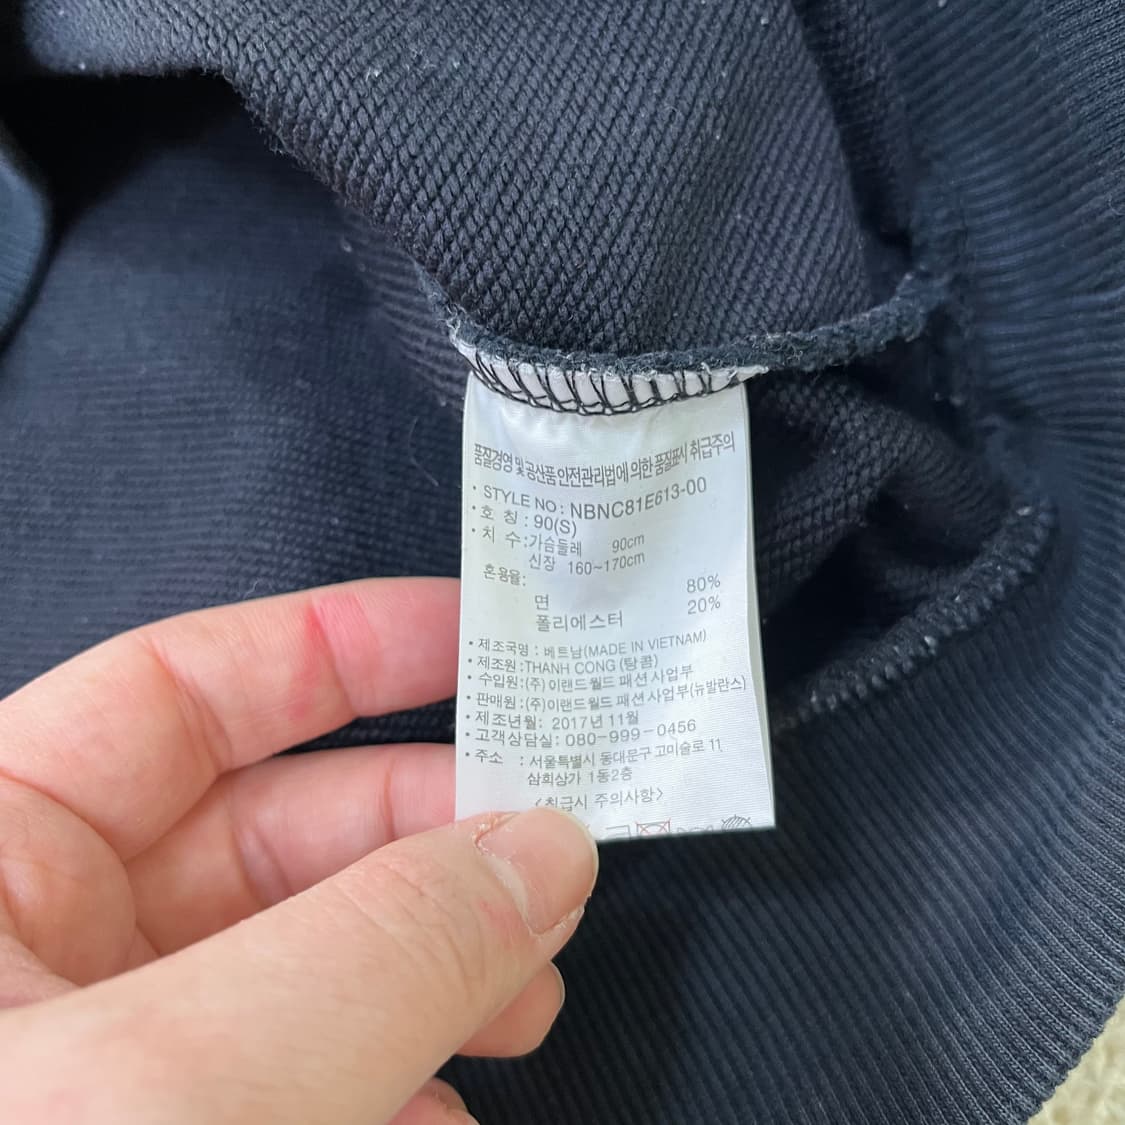 품질경영 및 공산품안전관리법에 의한 품질표시 취급주의
· STYLE NO : NBNC81E613-00
· 호 칭 : 90(S)
· 치 수 : 가슴둘레 90cm
신장 160~170cm
혼용율:
면 80%
폴리에스터 20%
· 제조국명 : 베트남(MADE IN VIETNAM)
· 제조원 : THANH CONG (탕콤)
· 수입원 : (주)이랜드월드 패션 사업부
· 판매원 : (주)이랜드월드 패션 사업부(뉴발란스)
· 제조년월 : 2017년 11월
· 고객상담실 : 080-999-0456
· 주소 : 서울특별시 동대문구 고미술로 11,
삼희상가 1동2층
<취급시 주의사항>